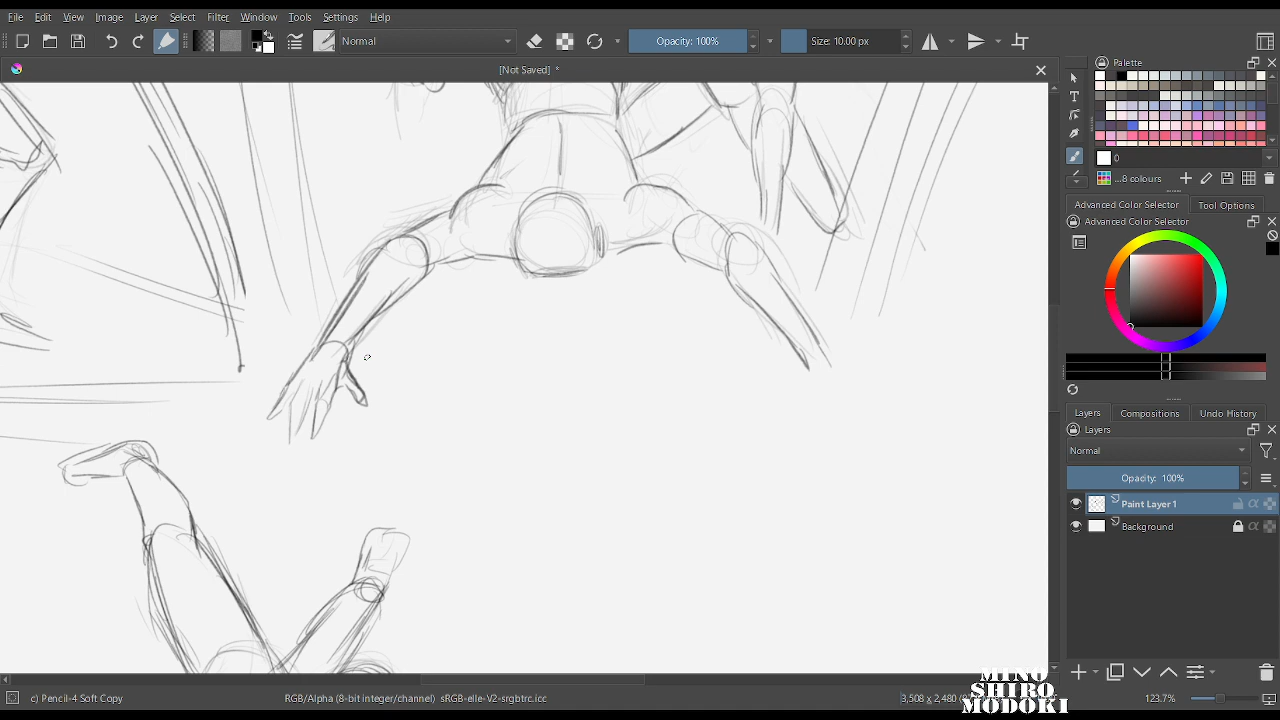 File Edit View Image Layer Select Filter Window Tools Settings Help
Normal Opacity: 100% Size: 10.00 px
[Not Saved] *
Palette
0
...8 colours
Advanced Color Selector Tool Options
Advanced Color Selector
Layers Compositions Undo History
Layers
Normal
Opacity: 100%
Paint Layer 1
Background
c) Pencil-4 Soft Copy RGB/Alpha (8-bit integer/channel) sRGB-elle-V2-srgbtrc.icc 3,508 x 2,480 123.7%
MINO
SHIRO
MODOKI